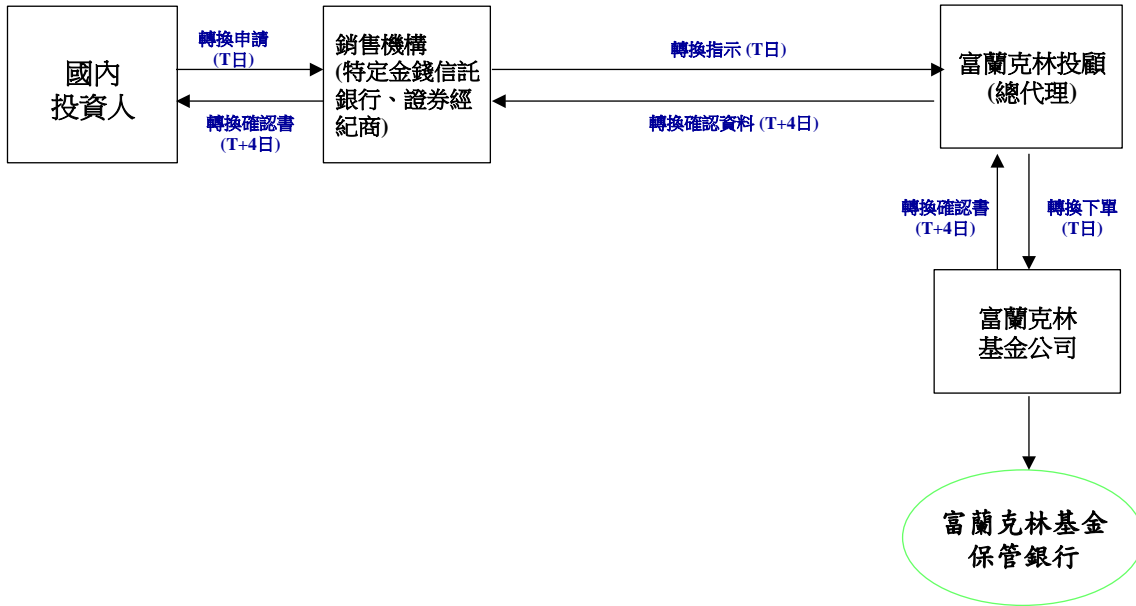 國內
投資人
轉換申請
(T日)
轉換確認書
(T+4日)
銷售機構
(特定金錢信託
銀行、證券經
紀商)
轉換指示 (T日)
轉換確認資料 (T+4日)
富蘭克林投顧
(總代理)
轉換確認書
(T+4日)
轉換下單
(T日)
富蘭克林
基金公司
富蘭克林基金
保管銀行